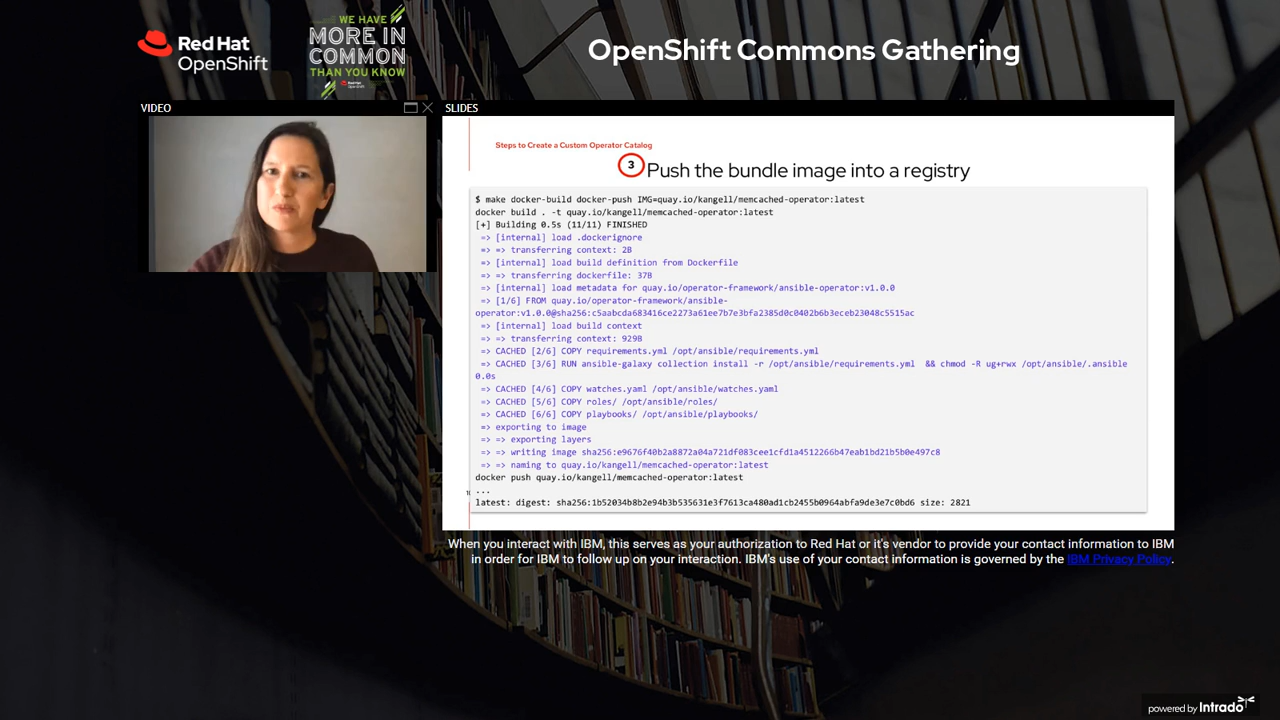 Red Hat
OpenShift
WE HAVE
MORE IN
COMMON
THAN YOU KNOW
OpenShift Commons Gathering
VIDEO
SLIDES
Steps to Create a Custom Operator Catalog
3 Push the bundle image into a registry
$ make docker-build docker-push IMG=quay.io/kangell/memcached-operator:latest
docker build . -t quay.io/kangell/memcached-operator:latest
[+] Building 0.5s (11/11) FINISHED
=> [internal] load .dockerignore
=> => transferring context: 2B
=> [internal] load build definition from Dockerfile
=> => transferring dockerfile: 37B
=> [internal] load metadata for quay.io/operator-framework/ansible-operator:v1.0.0
=> [1/6] FROM quay.io/operator-framework/ansible-
operator:v1.0.0@sha256:c5aabcda683416ce2273a61ee7b7e3bfa2385d0c0402b6b3eceb23048c5515ac
=> [internal] load build context
=> => transferring context: 929B
=> CACHED [2/6] COPY requirements.yml /opt/ansible/requirements.yml
=> CACHED [3/6] RUN ansible-galaxy collection install -r /opt/ansible/requirements.yml  && chmod -R ug+rwx /opt/ansible/.ansible
0.0s
=> CACHED [4/6] COPY watches.yaml /opt/ansible/watches.yaml
=> CACHED [5/6] COPY roles/ /opt/ansible/roles/
=> CACHED [6/6] COPY playbooks/ /opt/ansible/playbooks/
=> exporting to image
=> => exporting layers
=> => writing image sha256:e9676f40b2a8872a04a721df083cee1cfd1a4512266b47eab1bd21b5b0e497c8
=> => naming to quay.io/kangell/memcached-operator:latest
docker push quay.io/kangell/memcached-operator:latest
...
latest: digest: sha256:1b52034b8b2e94b3b535631e3f7613ca480ad1cb2455b0964abfa9de3e7c0bd6 size: 2821
When you interact with IBM, this serves as your authorization to Red Hat or it's vendor to provide your contact information to IBM
in order for IBM to follow up on your interaction. IBM's use of your contact information is governed by the IBM Privacy Policy.
powered by Intrado